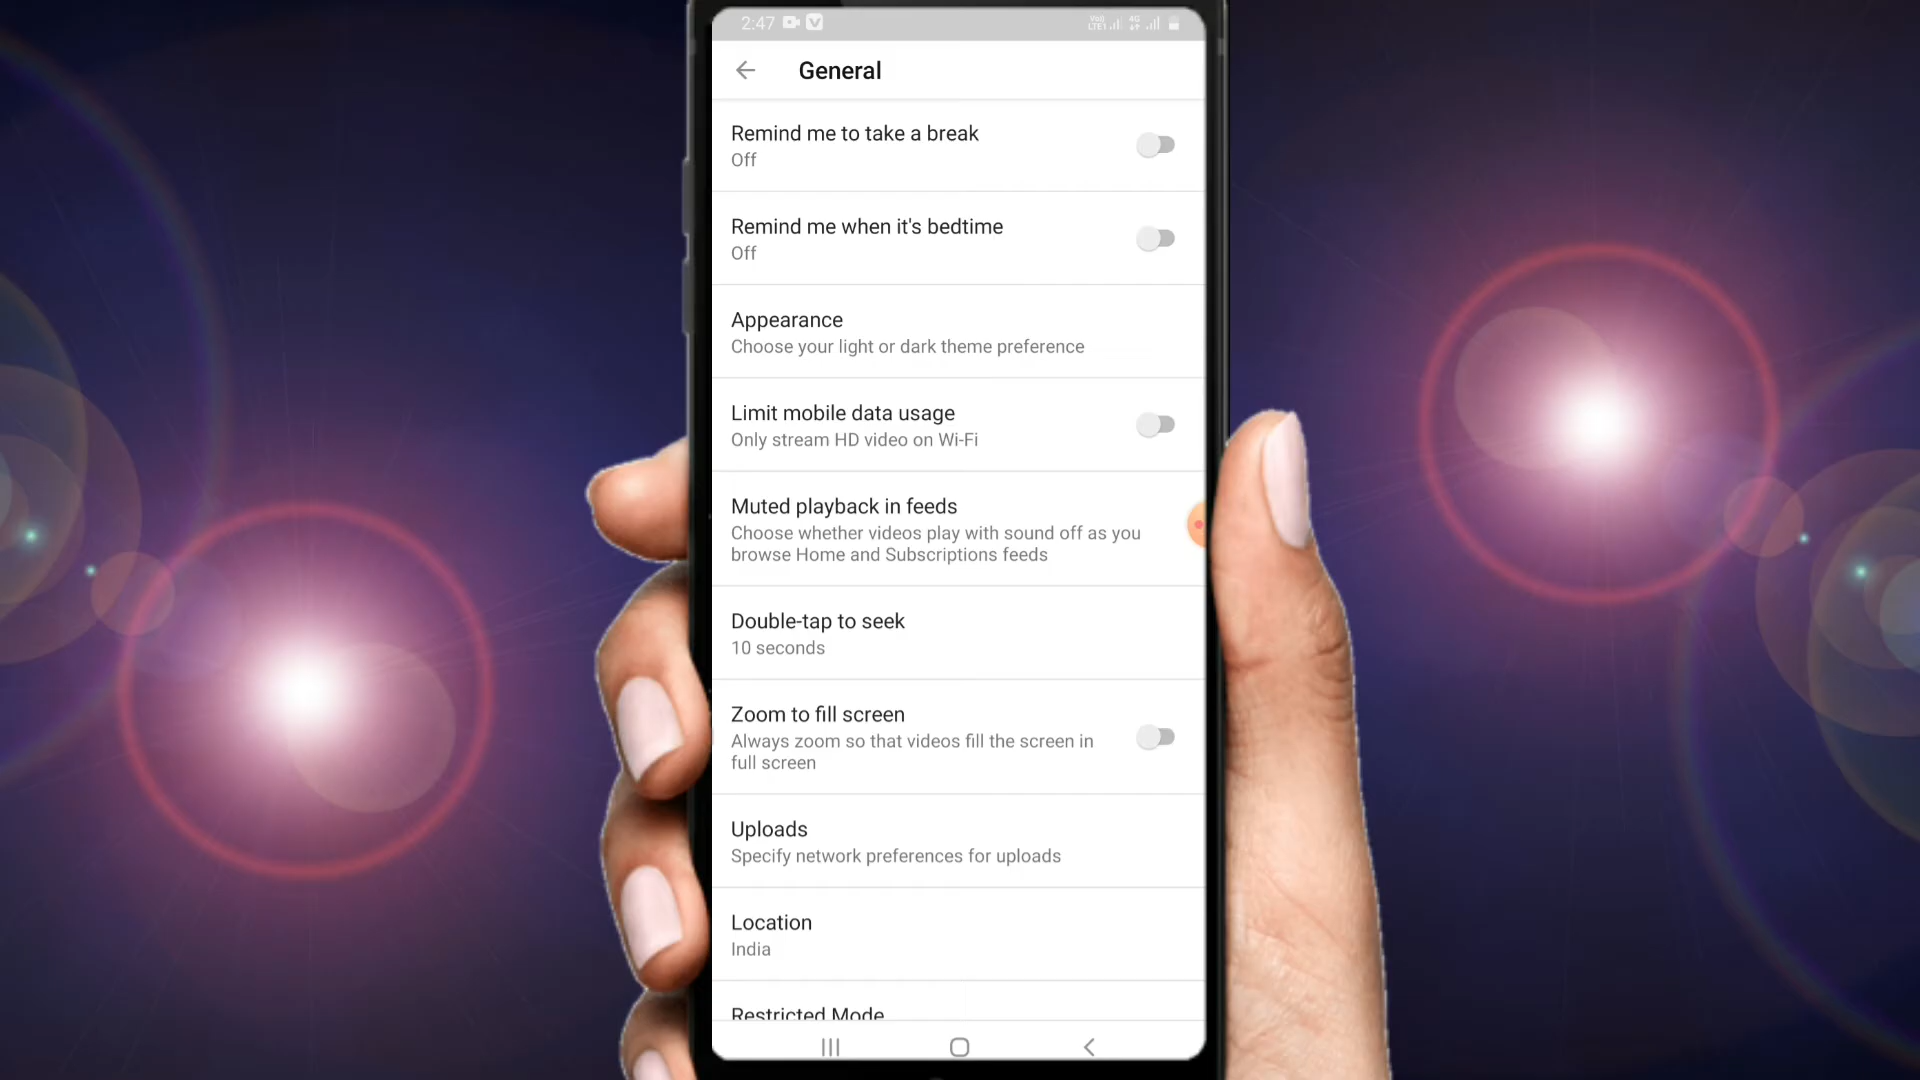 2:47
Vo))
LTE1
4G
General
Remind me to take a break
Off
Remind me when it's bedtime
Off
Appearance
Choose your light or dark theme preference
Limit mobile data usage
Only stream HD video on Wi-Fi
Muted playback in feeds
Choose whether videos play with sound off as you
browse Home and Subscriptions feeds
Double-tap to seek
10 seconds
Zoom to fill screen
Always zoom so that videos fill the screen in
full screen
Uploads
Specify network preferences for uploads
Location
India
Restricted Mode